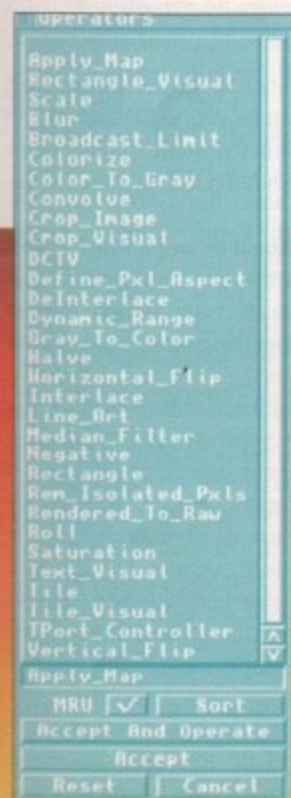 Operators
Apply_Map
Rectangle_Visual
Scale
Blur
Broadcast_Limit
Colorize
Color_To_Gray
Convolve
Crop_Image
Crop_Visual
DCTV
Define_Pxl_Aspect
DeInterlace
Dynamic_Range
Gray_To_Color
Halve
Horizontal_Flip
Interlace
Line_Art
Median_Filter
Negative
Rectangle
Rem_Isolated_Pxls
Rendered_To_Raw
Roll
Saturation
Text_Visual
Tile
Tile_Visual
TPort_Controller
Vertical_Flip
Apply_Map
MRU Sort
Accept And Operate
Accept
Reset Cancel